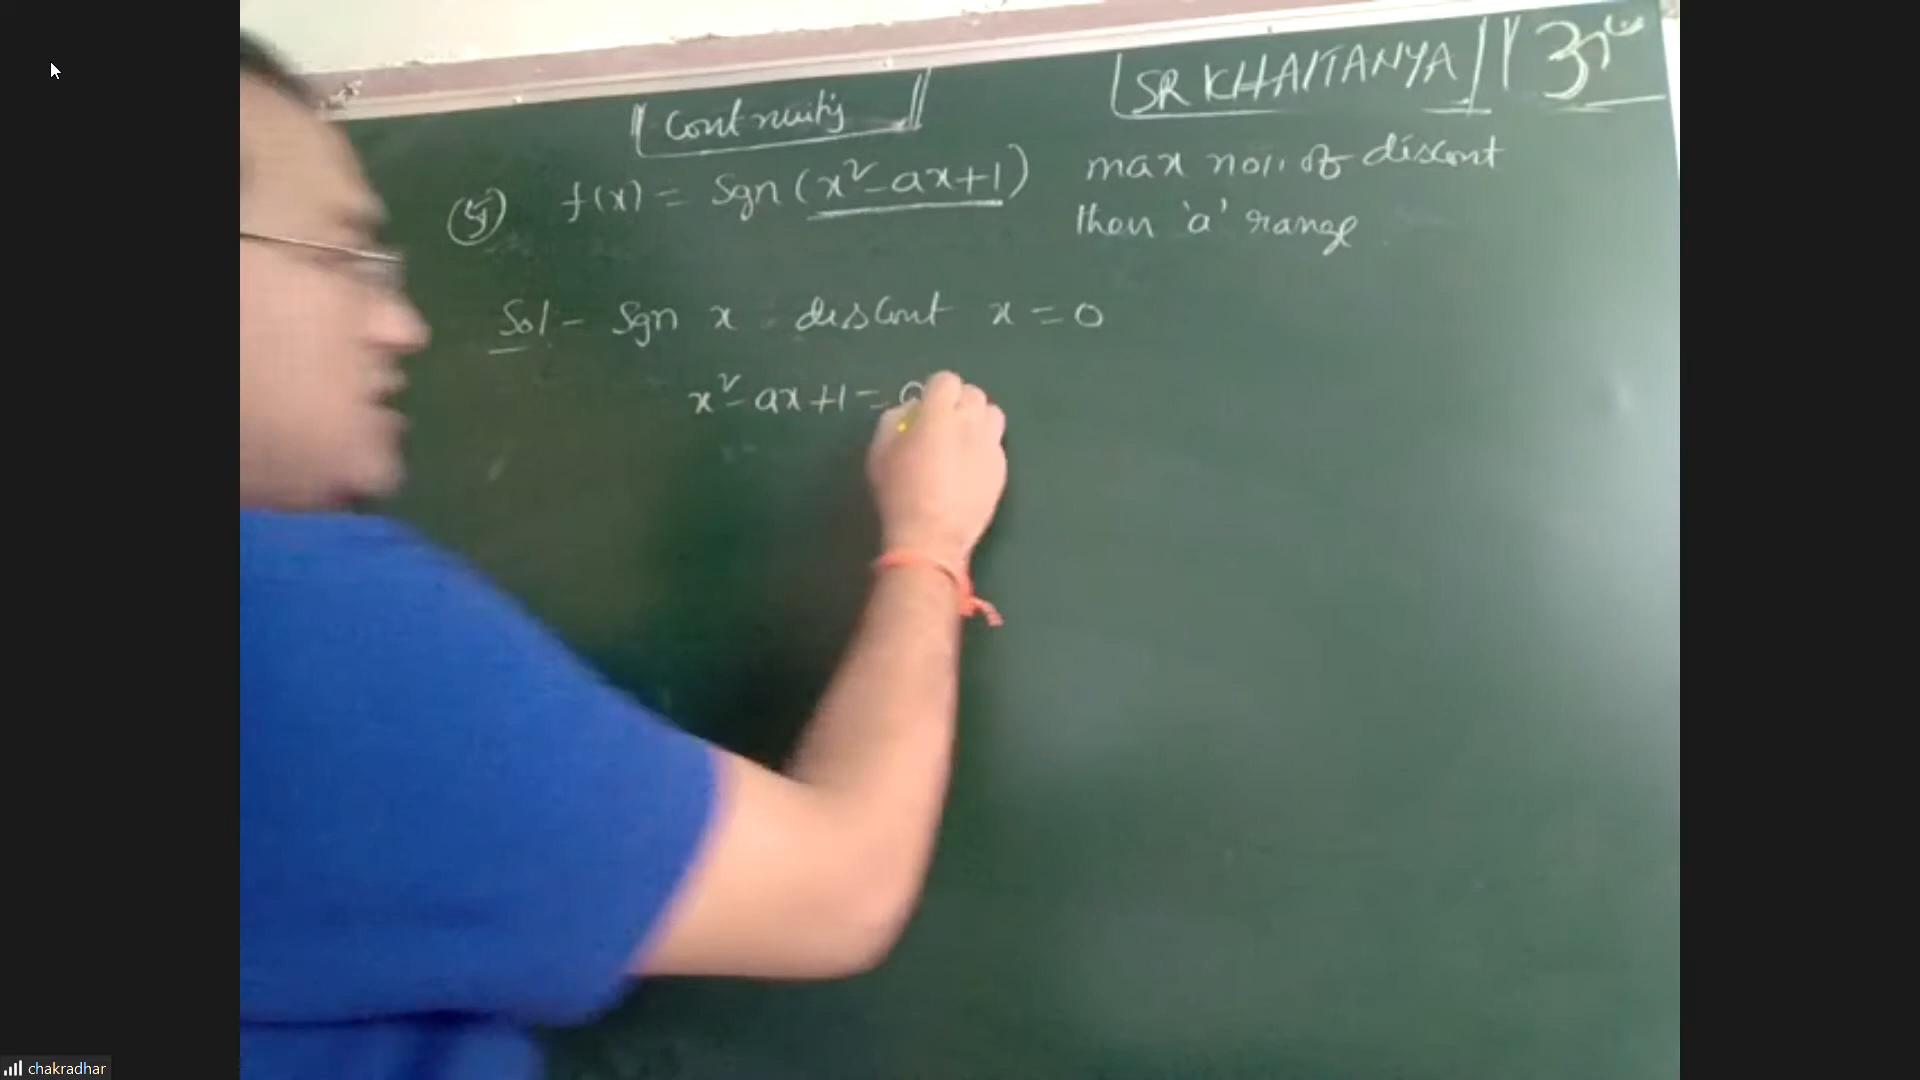 Continuity
SR KHAITANYA
5) f(x) = Sgn (x²-ax+1) max no. of discont
then 'a' range
Sol- Sgn x discont x = 0
x²-ax+1=0
chakradhar